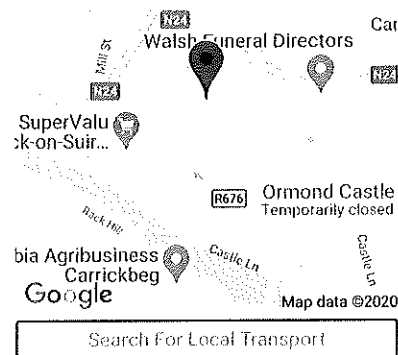 N24
Car
Mill St
Walsh Funeral Directors
N24
N24
SuperValu
ck-on-Suir...
R676
Ormond Castle
Temporarily closed
Rack Hill
Castle Ln
Castle Ln
bia Agribusiness
Carrickbeg
Google
Map data ©2020
Search For Local Transport